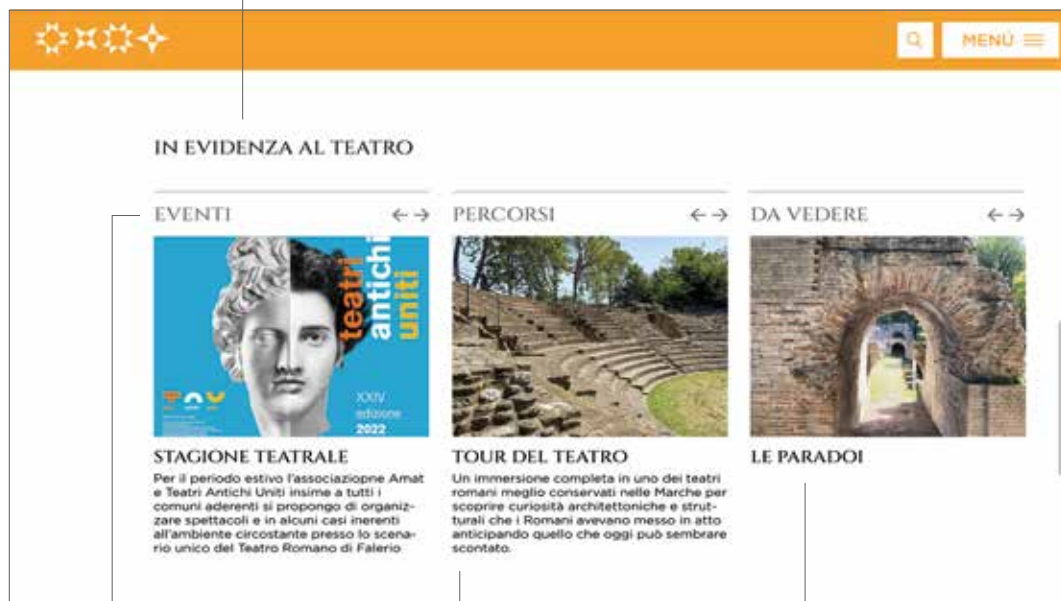 MENÙ
IN EVIDENZA AL TEATRO
EVENTI
PERCORSI
DA VEDERE
teatri
antichi
uniti
XXIV
edizione
2022
STAGIONE TEATRALE
Per il periodo estivo l'associaziopne Amat
e Teatri Antichi Uniti insime a tutti i
comuni aderenti si propongo di organiz-
zare spettacoli e in alcuni casi inerenti
all'ambiente circostante presso lo scena-
rio unico del Teatro Romano di Falerio
TOUR DEL TEATRO
Un immersione completa in uno dei teatri
romani meglio conservati nelle Marche per
scoprire curiosità architettoniche e strut-
turali che i Romani avevano messo in atto
anticipando quello che oggi può sembrare
scontato.
LE PARADOI